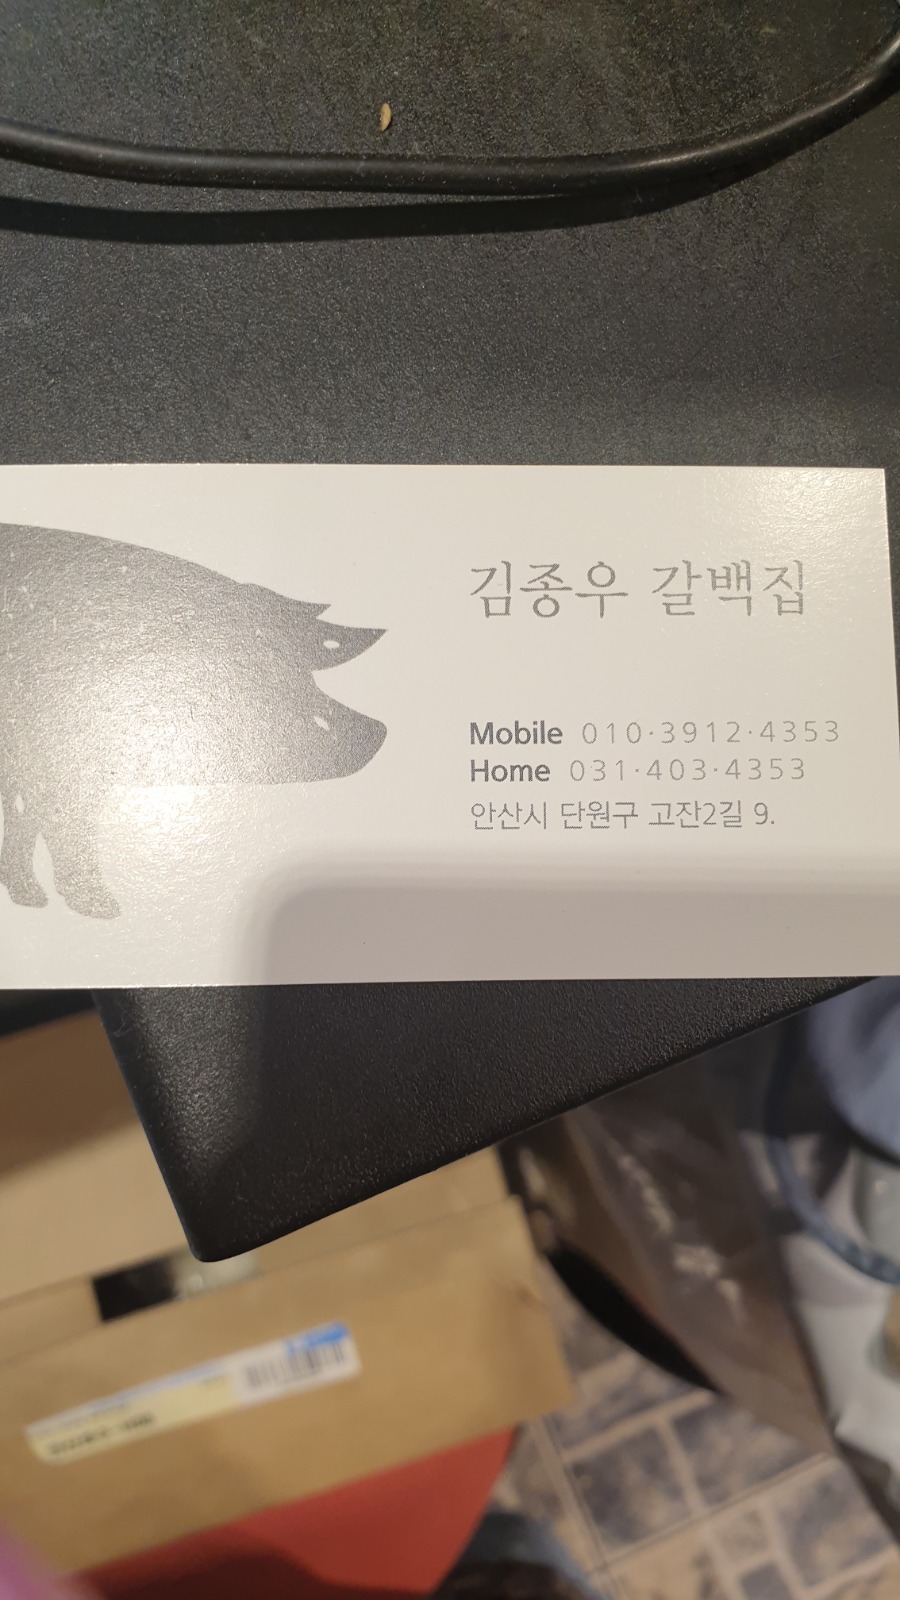 김종우 갈백집
Mobile 010·3912·4353
Home 031·403·4353
안산시 단원구 고잔2길 9.